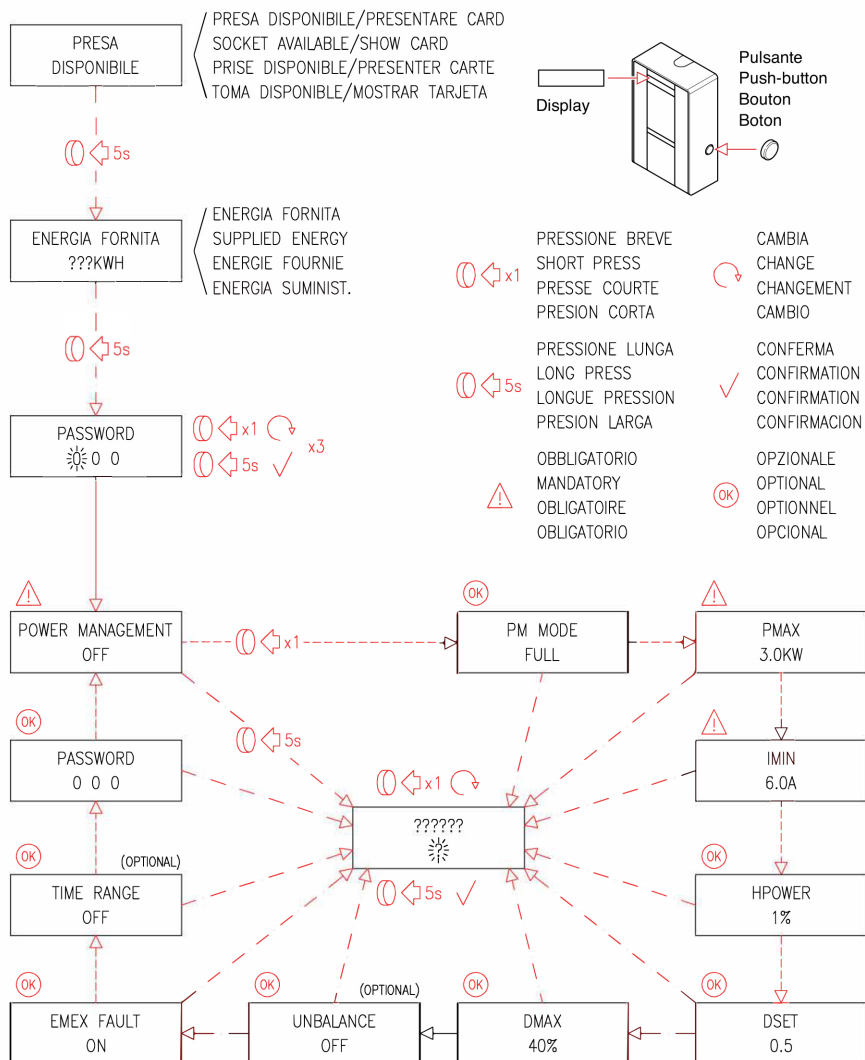 PRESA
DISPONIBILE
PRESA DISPONIBILE/PRESENTARE CARD
SOCKET AVAILABLE/SHOW CARD
PRISE DISPONIBLE/PRESENTER CARTE
TOMA DISPONIBLE/MOSTRAR TARJETA
Display
Pulsante
Push-button
Bouton
Boton
5s
ENERGIA FORNITA
???KWH
ENERGIA FORNITA
SUPPLIED ENERGY
ENERGIE FOURNIE
ENERGIA SUMINIST.
x1
PRESSIONE BREVE
SHORT PRESS
PRESSE COURTE
PRESION CORTA
CAMBIA
CHANGE
CHANGEMENT
CAMBIO
5s
5s
PRESSIONE LUNGA
LONG PRESS
LONGUE PRESSION
PRESION LARGA
CONFERMA
CONFIRMATION
CONFIRMATION
CONFIRMACION
PASSWORD
0 0 0
x1
5s
x3
OBBLIGATORIO
MANDATORY
OBLIGATOIRE
OBLIGATORIO
OK
OPZIONALE
OPTIONAL
OPTIONNEL
OPCIONAL
POWER MANAGEMENT
OFF
x1
OK
PM MODE
FULL
PMAX
3.0KW
5s
OK
PASSWORD
0 0 0
IMIN
6.0A
x1
??????
?
5s
OK
(OPTIONAL)
TIME RANGE
OFF
OK
HPOWER
1%
OK
EMEX FAULT
ON
OK
(OPTIONAL)
UNBALANCE
OFF
OK
DMAX
40%
OK
DSET
0.5